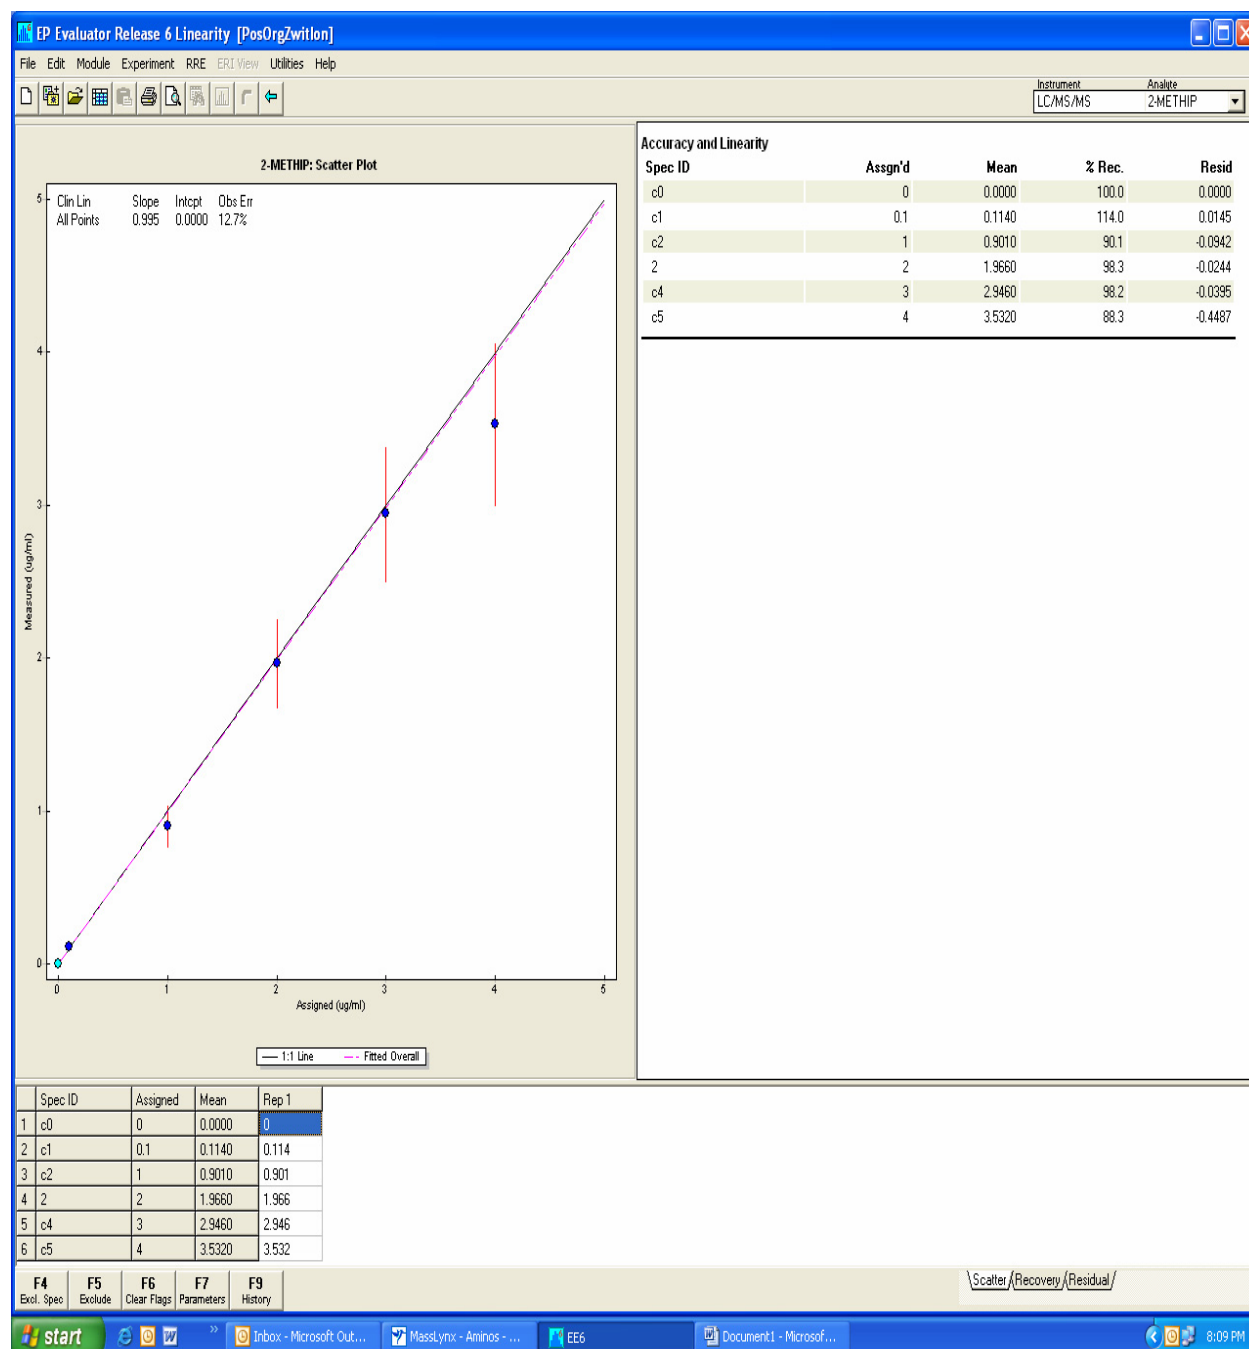 EP Evaluator Release 6 Linearity [PosOrgZwitIon]
File Edit Module Experiment RRE ERI View Utilities Help
Instrument Analyte
LC/MS/MS 2-METHIP
2-METHIP: Scatter Plot
Clin Lin Slope Intcpt Obs Err
All Points 0.995 0.0000 12.7%
5
4
3
2
1
0
Measured (ug/ml)
0 1 2 3 4 5
Assigned (ug/ml)
1:1 Line Fitted Overall
Accuracy and Linearity
Spec ID Assgn'd Mean % Rec. Resid
c0 0 0.0000 100.0 0.0000
c1 0.1 0.1140 114.0 0.0145
c2 1 0.9010 90.1 -0.0942
2 2 1.9660 98.3 -0.0244
c4 3 2.9460 98.2 -0.0395
c5 4 3.5320 88.3 -0.4487
Spec ID Assigned Mean Rep 1
1 c0 0 0.0000 0
2 c1 0.1 0.1140 0.114
3 c2 1 0.9010 0.901
4 2 2 1.9660 1.966
5 c4 3 2.9460 2.946
6 c5 4 3.5320 3.532
F4 F5 F6 F7 F9
Excl. Spec Exclude Clear Flags Parameters History
Scatter Recovery Residual
start » Inbox - Microsoft Out... MassLynx - Aminos - ... EE6 Document1 - Microsof... 8:09 PM